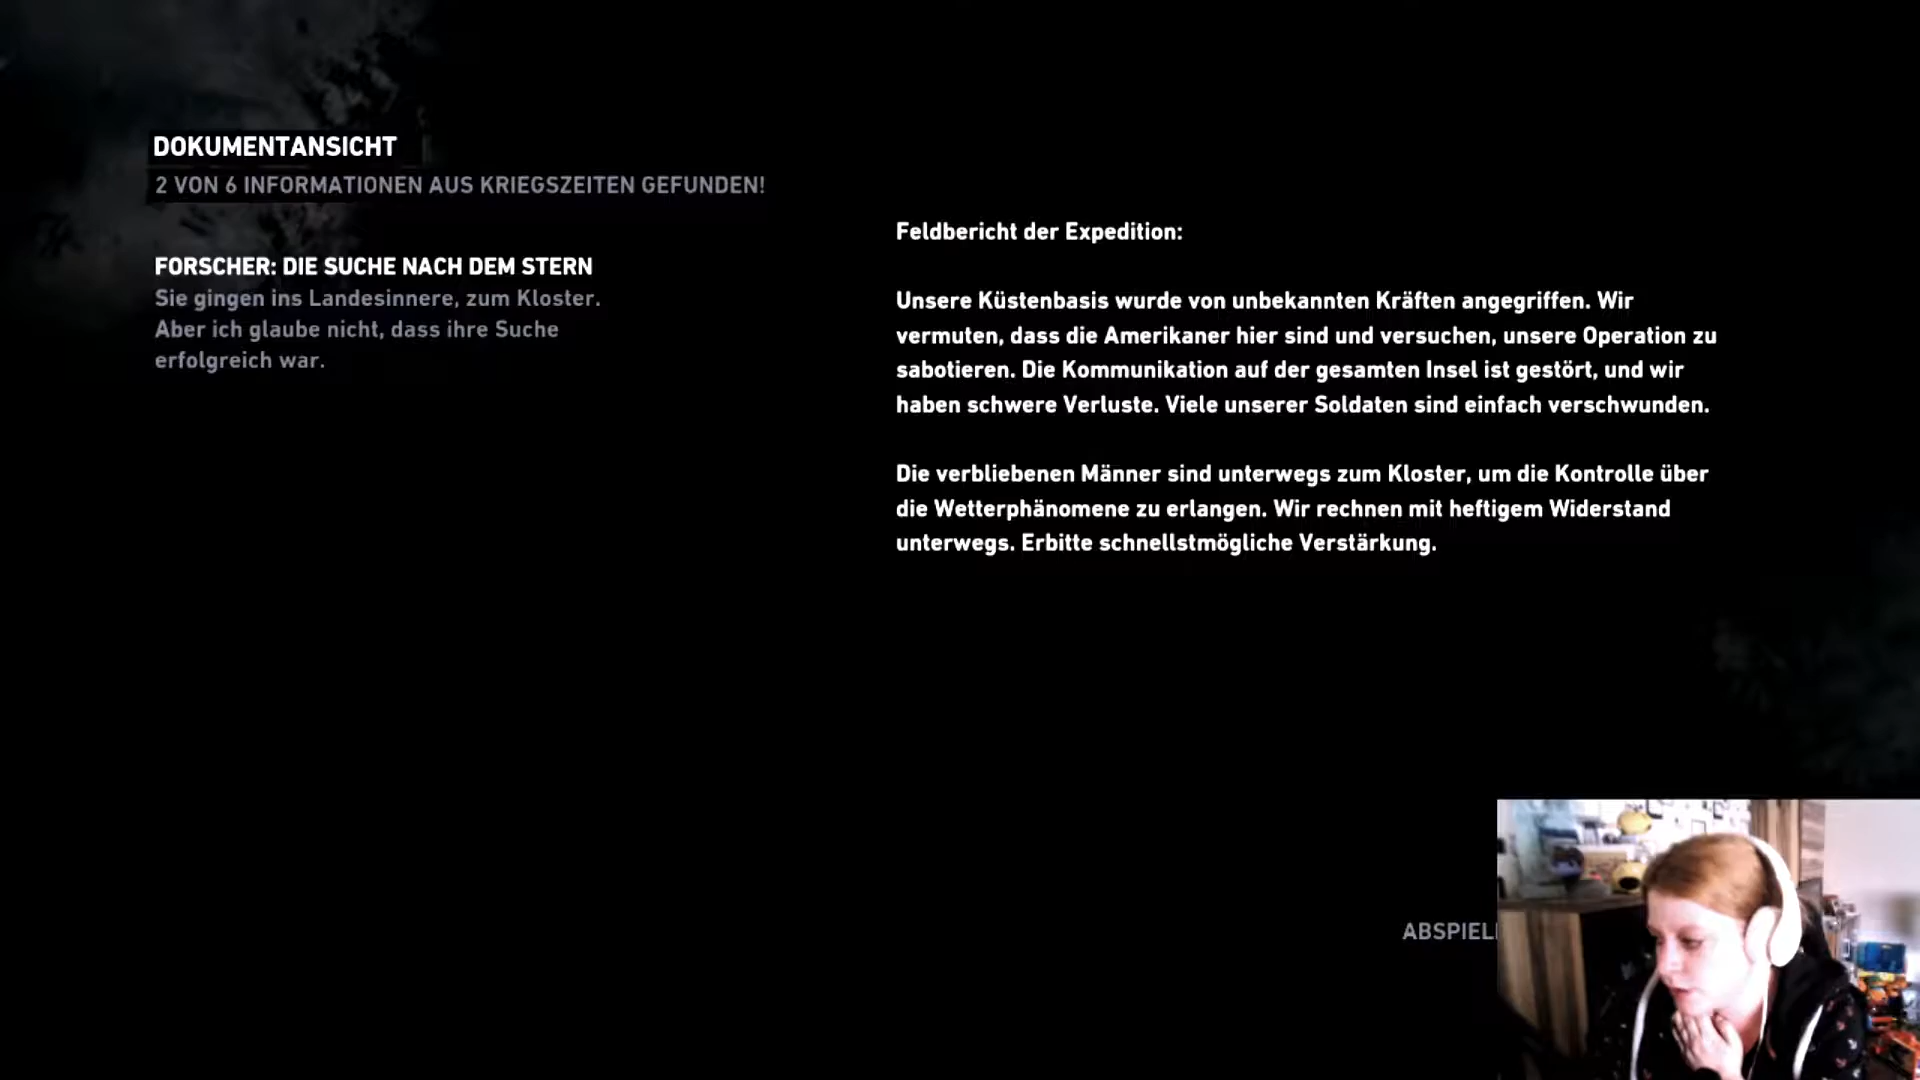 DOKUMENTANSICHT
2 VON 6 INFORMATIONEN AUS KRIEGSZEITEN GEFUNDEN!
FORSCHER: DIE SUCHE NACH DEM STERN
Sie gingen ins Landesinnere, zum Kloster.
Aber ich glaube nicht, dass ihre Suche
erfolgreich war.
Feldbericht der Expedition:
Unsere Küstenbasis wurde von unbekannten Kräften angegriffen. Wir
vermuten, dass die Amerikaner hier sind und versuchen, unsere Operation zu
sabotieren. Die Kommunikation auf der gesamten Insel ist gestört, und wir
haben schwere Verluste. Viele unserer Soldaten sind einfach verschwunden.
Die verbliebenen Männer sind unterwegs zum Kloster, um die Kontrolle über
die Wetterphänomene zu erlangen. Wir rechnen mit heftigem Widerstand
unterwegs. Erbitte schnellstmögliche Verstärkung.